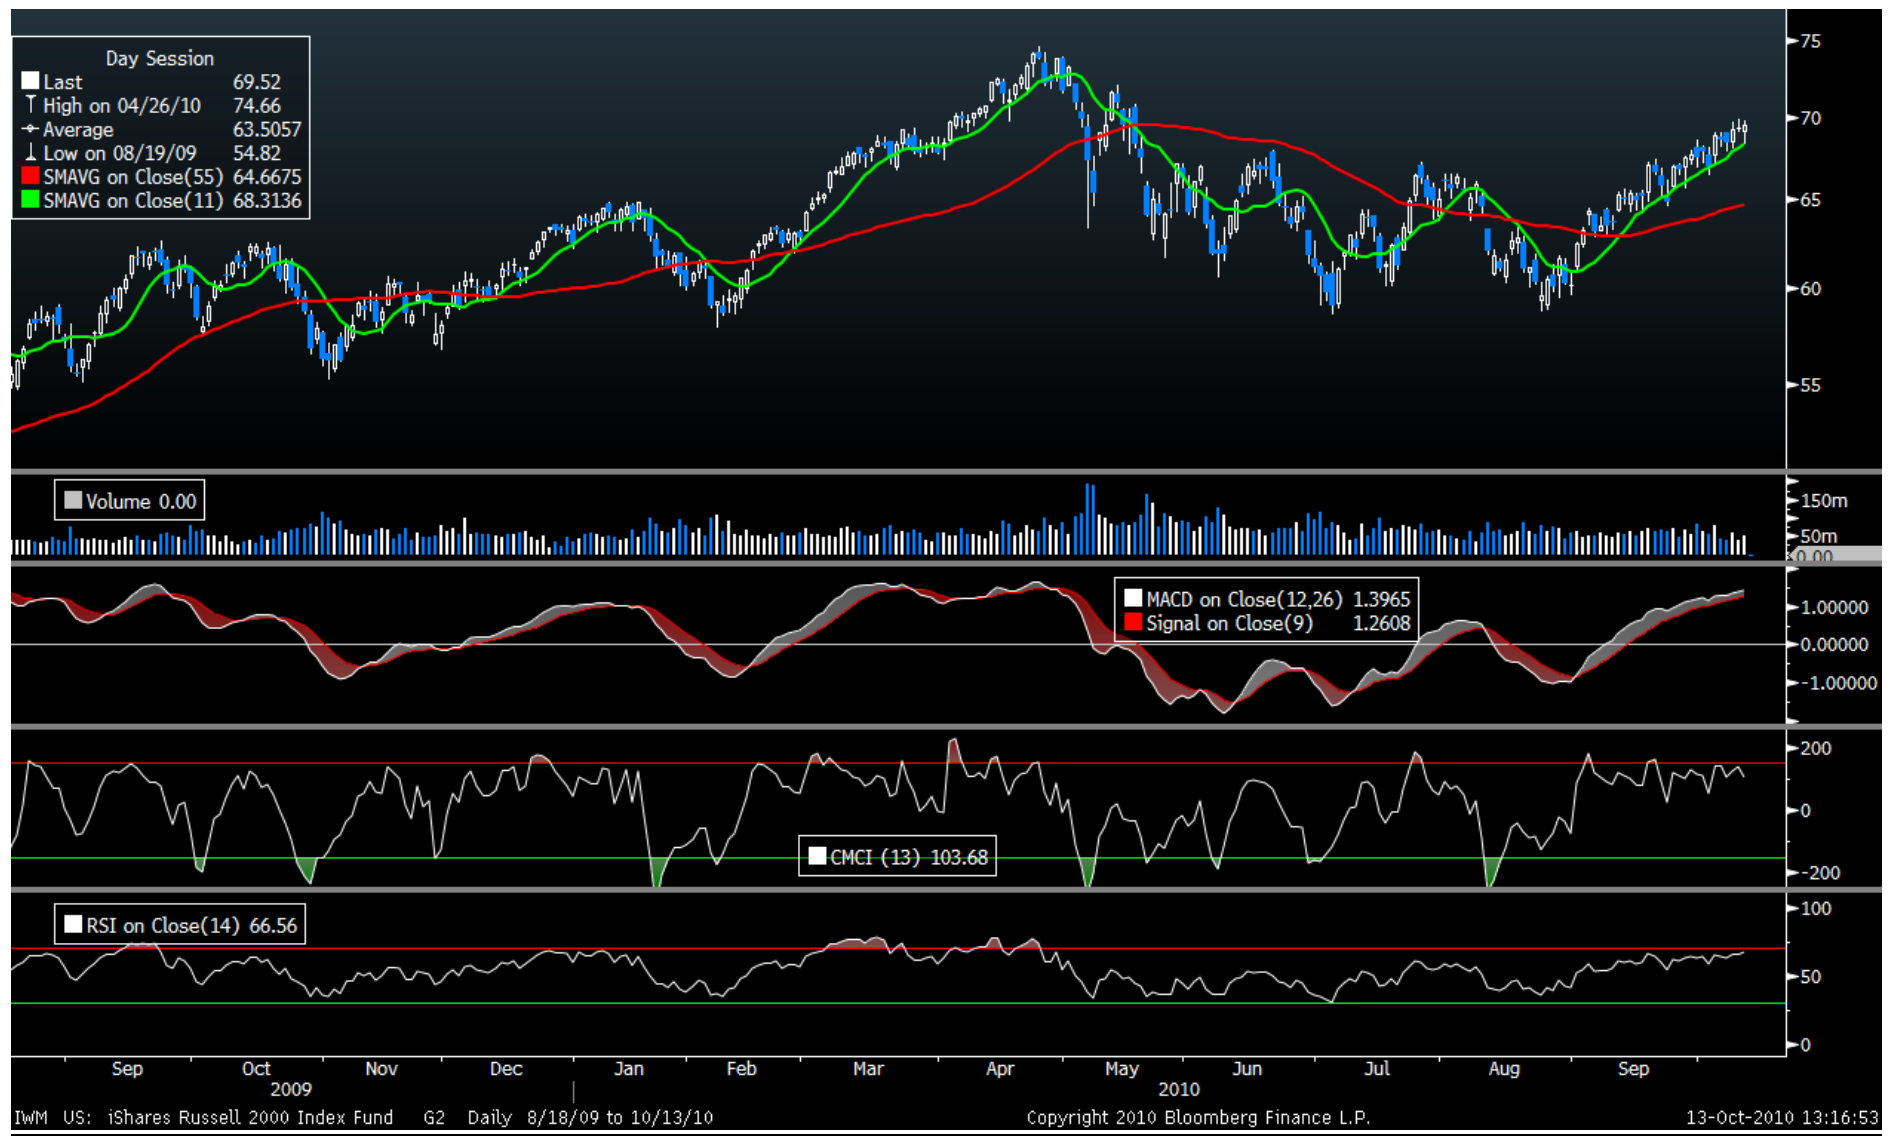 Day Session
Last 69.52
High on 04/26/10 74.66
Average 63.5057
Low on 08/19/09 54.82
SMAVG on Close(55) 64.6675
SMAVG on Close(11) 68.3136
75
70
65
60
55
Volume 0.00
150m
50m
0.00
MACD on Close(12,26) 1.3965
Signal on Close(9) 1.2608
1.00000
0.00000
-1.00000
200
0
-200
CMCI (13) 103.68
RSI on Close(14) 66.56
100
50
0
Sep Oct Nov Dec Jan Feb Mar Apr May Jun Jul Aug Sep
2009 2010
IWM US: iShares Russell 2000 Index Fund G2 Daily 8/18/09 to 10/13/10 Copyright 2010 Bloomberg Finance L.P. 13-Oct-2010 13:16:53